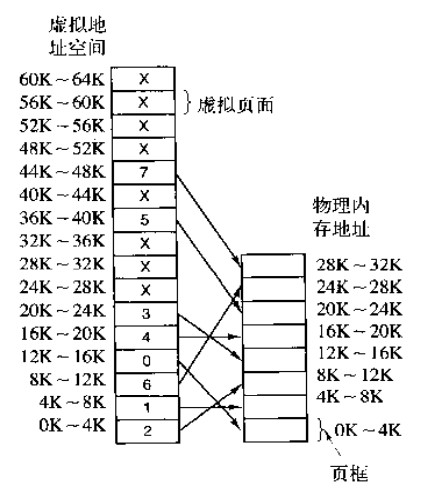 虚拟地
址空间
60K～64K X
56K～60K X 虚拟页面
52K～56K X
48K～52K X
44K～48K 7
40K～44K X
36K～40K 5
32K～36K X
28K～32K X
24K～28K X
20K～24K 3
16K～20K 4
12K～16K 0
8K～12K 6
4K～8K 1
0K～4K 2
物理内
存地址
28K～32K
24K～28K
20K～24K
16K～20K
12K～16K
8K～12K
4K～8K
0K～4K
页框